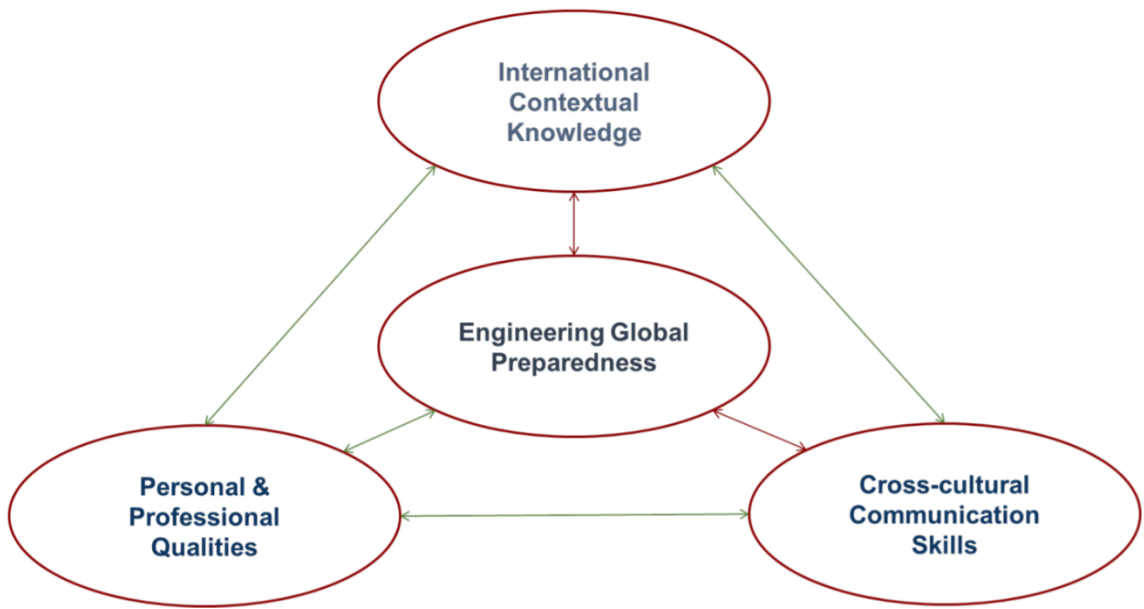 International
Contextual
Knowledge
Engineering Global
Preparedness
Personal &
Professional
Qualities
Cross-cultural
Communication
Skills